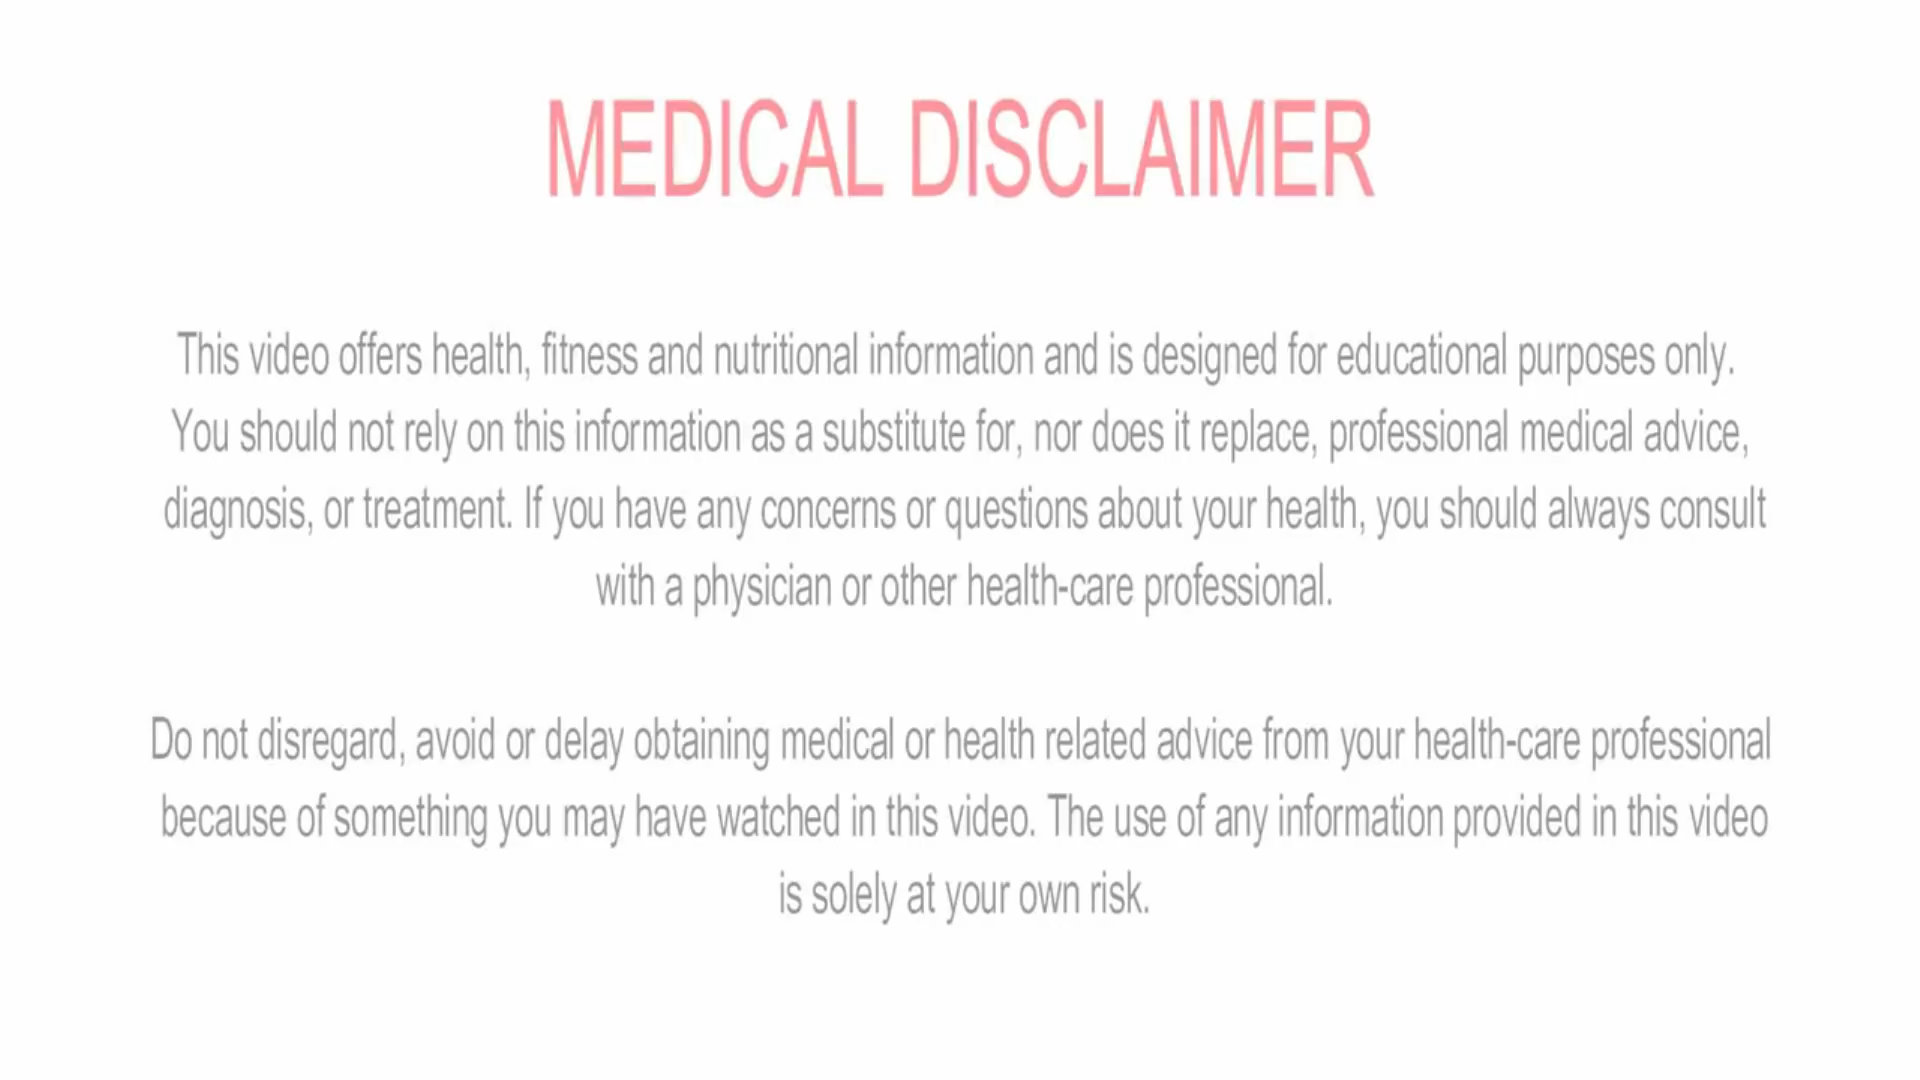 MEDICAL DISCLAIMER
This video offers health, fitness and nutritional information and is designed for educational purposes only.
You should not rely on this information as a substitute for, nor does it replace, professional medical advice,
diagnosis, or treatment. If you have any concerns or questions about your health, you should always consult
with a physician or other health-care professional.
Do not disregard, avoid or delay obtaining medical or health related advice from your health-care professional
because of something you may have watched in this video. The use of any information provided in this video
is solely at your own risk.